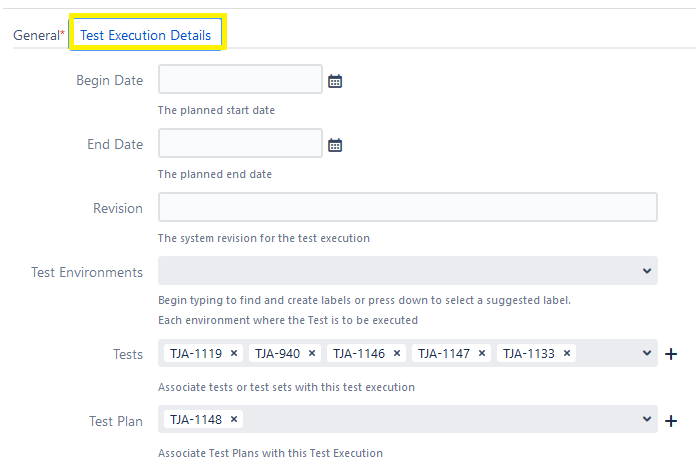 General* Test Execution Details
Begin Date
The planned start date
End Date
The planned end date
Revision
The system revision for the test execution
Test Environments
Begin typing to find and create labels or press down to select a suggested label.
Each environment where the Test is to be executed
Tests TJA-1119 × TJA-940 × TJA-1146 × TJA-1147 × TJA-1133 × +
Associate tests or test sets with this test execution
Test Plan TJA-1148 × +
Associate Test Plans with this Test Execution